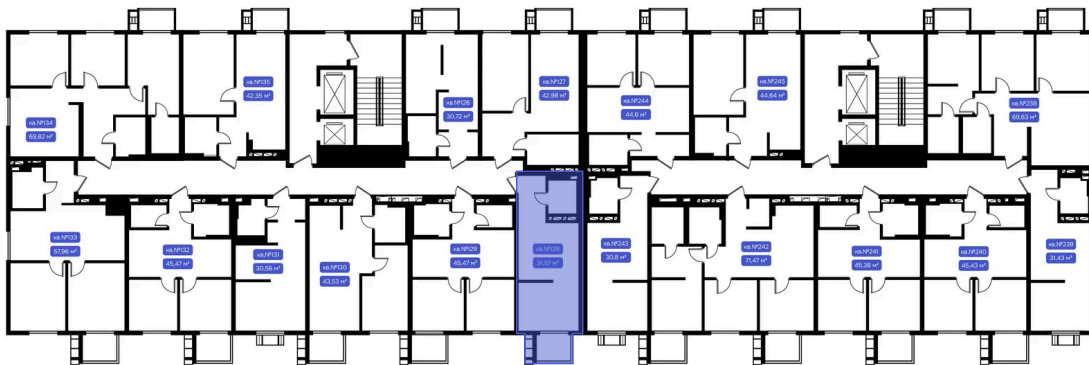 кв.№135
42,35 м²
кв.№126
30,72 м²
кв.№127
42,98 м²
кв.№244
44,6 м²
кв.№245
44,64 м²
кв.№238
69,63 м²
кв.№134
69,82 м²
кв.№133
57,96 м²
кв.№132
45,47 м²
кв.№131
30,56 м²
кв.№130
43,53 м²
кв.№129
45,47 м²
кв.№128
31,57 м²
кв.№243
30,8 м²
кв.№242
71,47 м²
кв.№241
45,38 м²
кв.№240
45,43 м²
кв.№239
31,43 м²